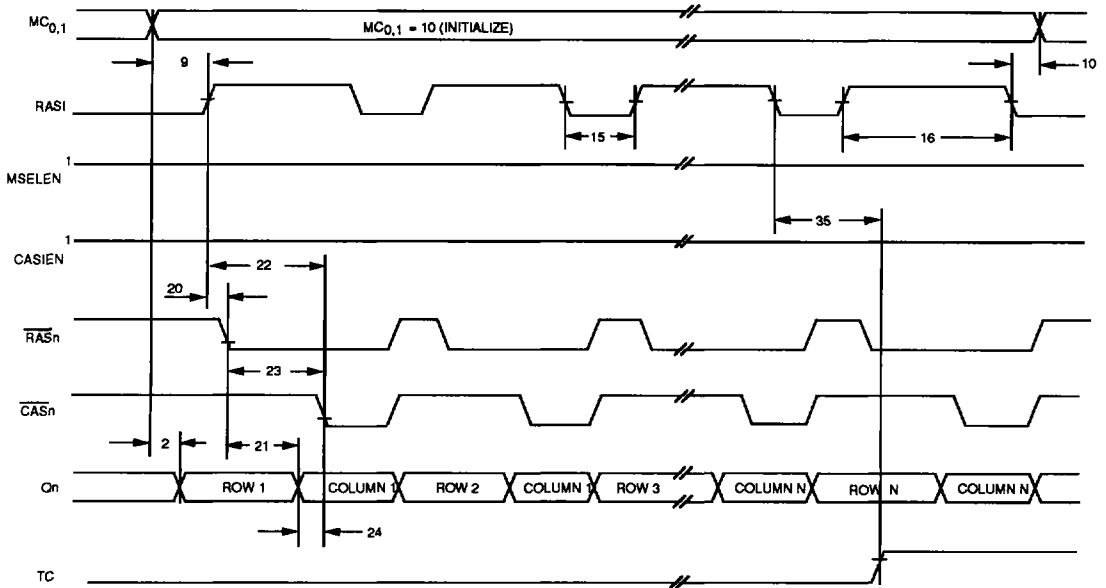 MC0,1
MC0,1 = 10 (INITIALIZE)
9
10
RASI
15
16
1
MSELEN
35
1
CASIEN
22
20
RASn
23
CASn
2
21
Qn
ROW 1
COLUMN 1
ROW 2
COLUMN 1
ROW 3
COLUMN N
ROW N
COLUMN N
24
TC